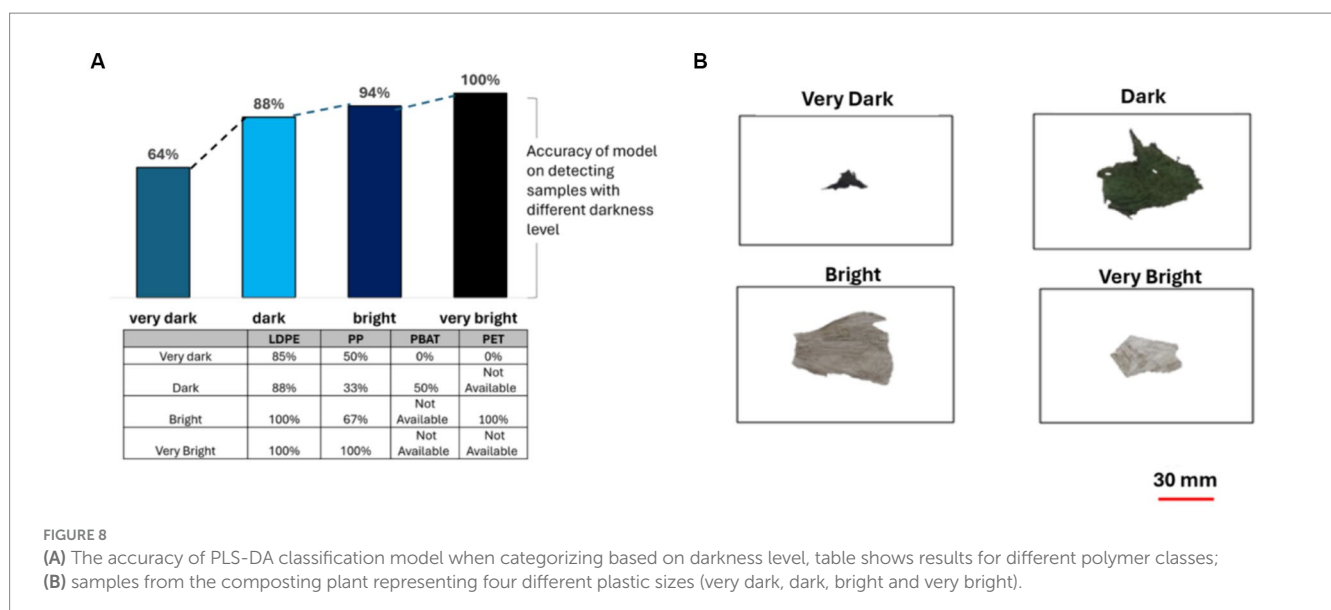 A
64%
88%
94%
100%
Accuracy of model
on detecting
samples with
different darkness
level
very dark dark bright very bright
LDPE PP PBAT PET
Very dark 85% 50% 0% 0%
Dark 88% 33% 50% Not Available
Bright 100% 67% Not Available 100%
Very Bright 100% 100% Not Available Not Available
B
Very Dark
Dark
Bright
Very Bright
30 mm
FIGURE 8
(A) The accuracy of PLS-DA classification model when categorizing based on darkness level, table shows results for different polymer classes;
(B) samples from the composting plant representing four different plastic sizes (very dark, dark, bright and very bright).